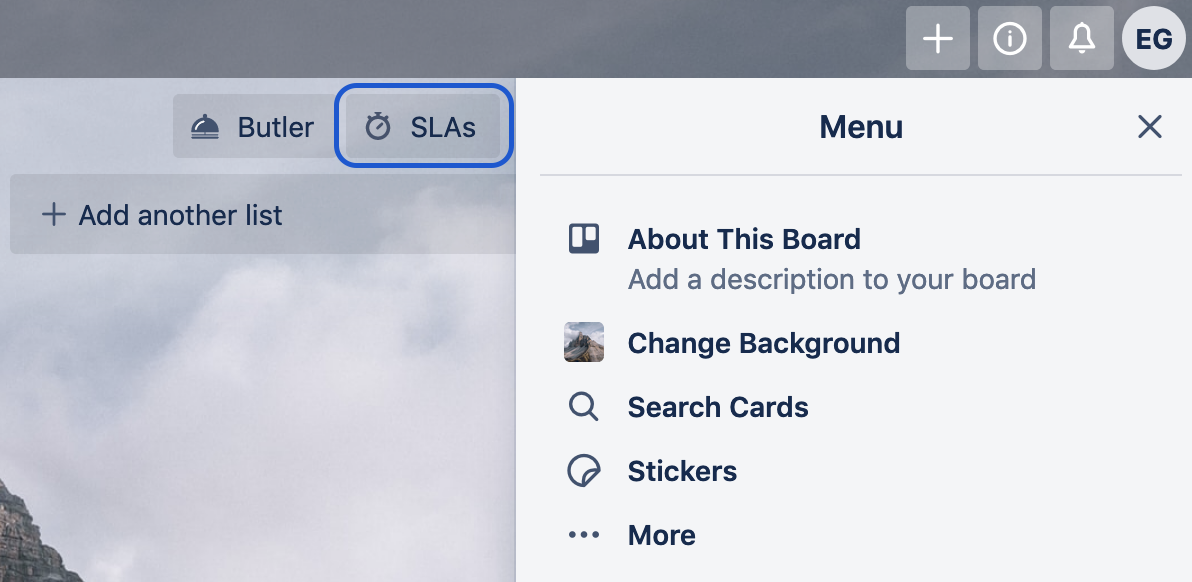 EG
Butler
SLAs
Menu
+ Add another list
About This Board
Add a description to your board
Change Background
Search Cards
Stickers
More